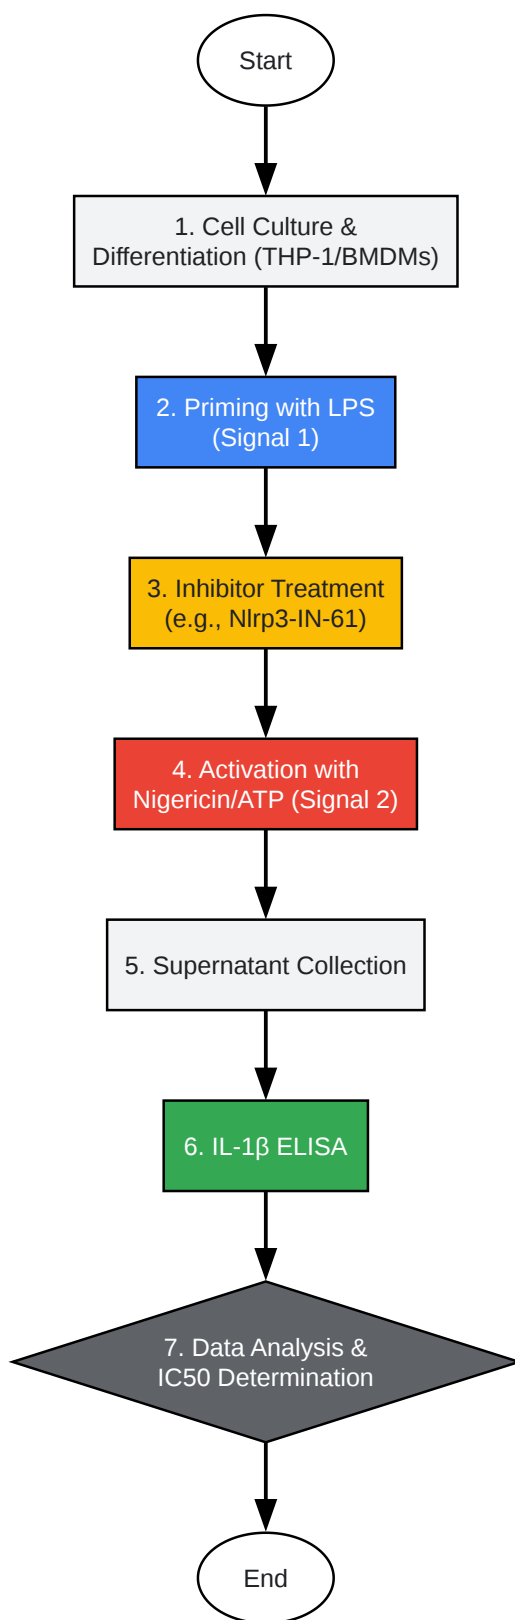 Start
1. Cell Culture &
Differentiation (THP-1/BMDMs)
2. Priming with LPS
(Signal 1)
3. Inhibitor Treatment
(e.g., Nlrp3-IN-61)
4. Activation with
Nigericin/ATP (Signal 2)
5. Supernatant Collection
6. IL-1β ELISA
7. Data Analysis &
IC50 Determination
End